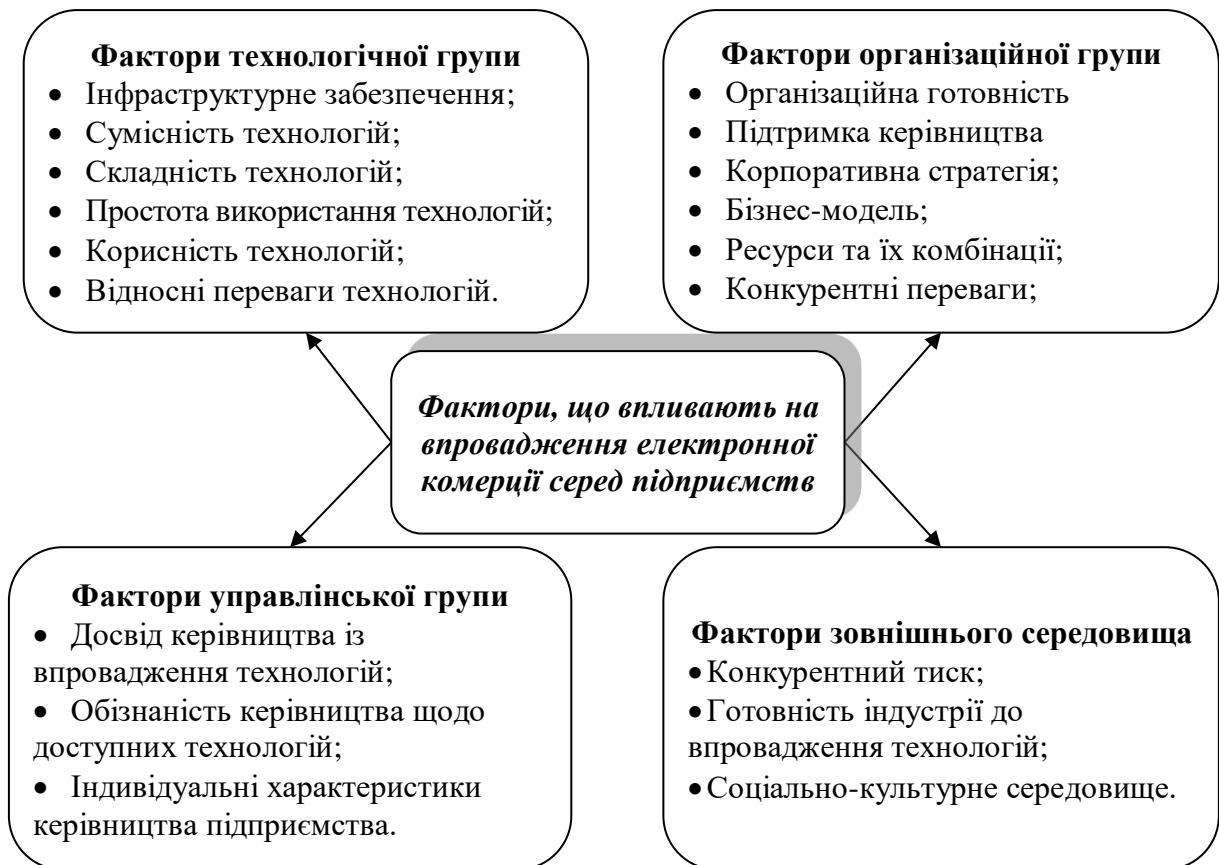 Фактори технологічної групи
• Інфраструктурне забезпечення;
• Сумісність технологій;
• Складність технологій;
• Простота використання технологій;
• Корисність технологій;
• Відносні переваги технологій.
Фактори організаційної групи
• Організаційна готовність
• Підтримка керівництва
• Корпоративна стратегія;
• Бізнес-модель;
• Ресурси та їх комбінації;
• Конкурентні переваги;
Фактори, що впливають на
впровадження електронної
комерції серед підприємств
Фактори управлінської групи
• Досвід керівництва із
впровадження технологій;
• Обізнаність керівництва щодо
доступних технологій;
• Індивідуальні характеристики
керівництва підприємства.
Фактори зовнішнього середовища
• Конкурентний тиск;
• Готовність індустрії до
впровадження технологій;
• Соціально-культурне середовище.